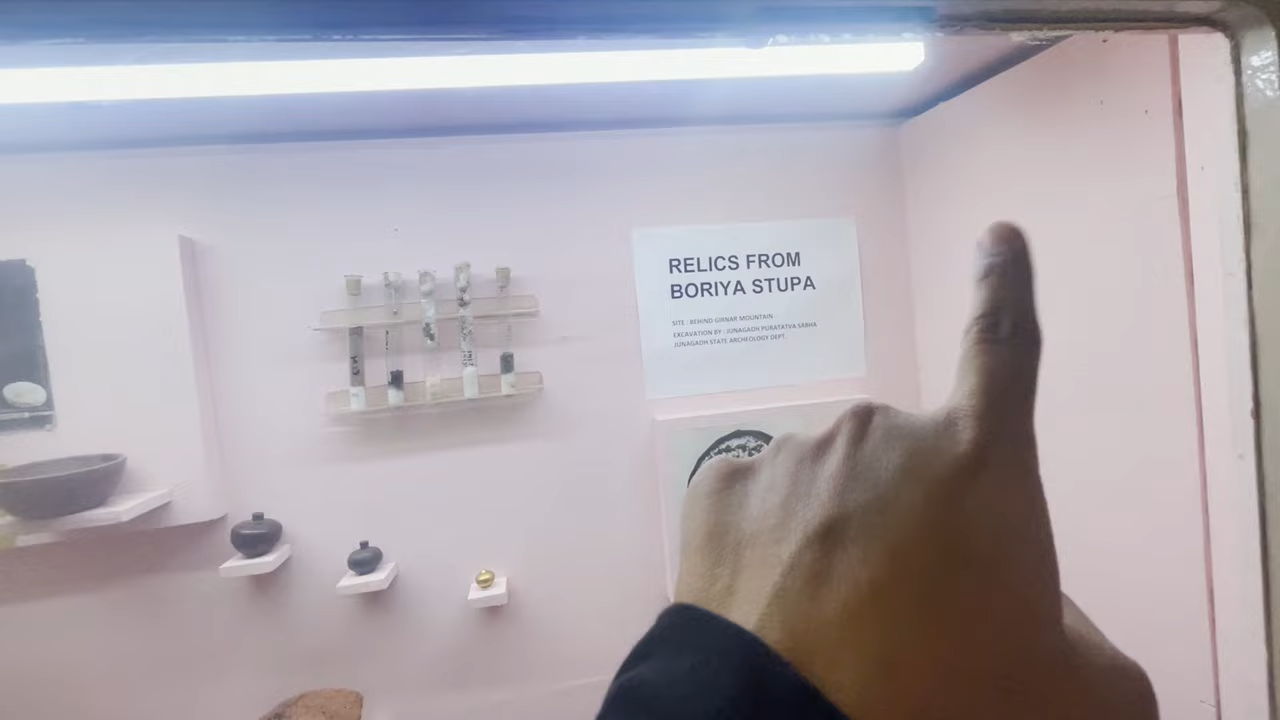 RELICS FROM
BORIYA STUPA
SITE : BEHIND GIRNAR MOUNTAIN
EXCAVATION BY : JUNAGADH PURATATVA SABHA
JUNAGADH STATE ARCHEOLOGY DEPT.